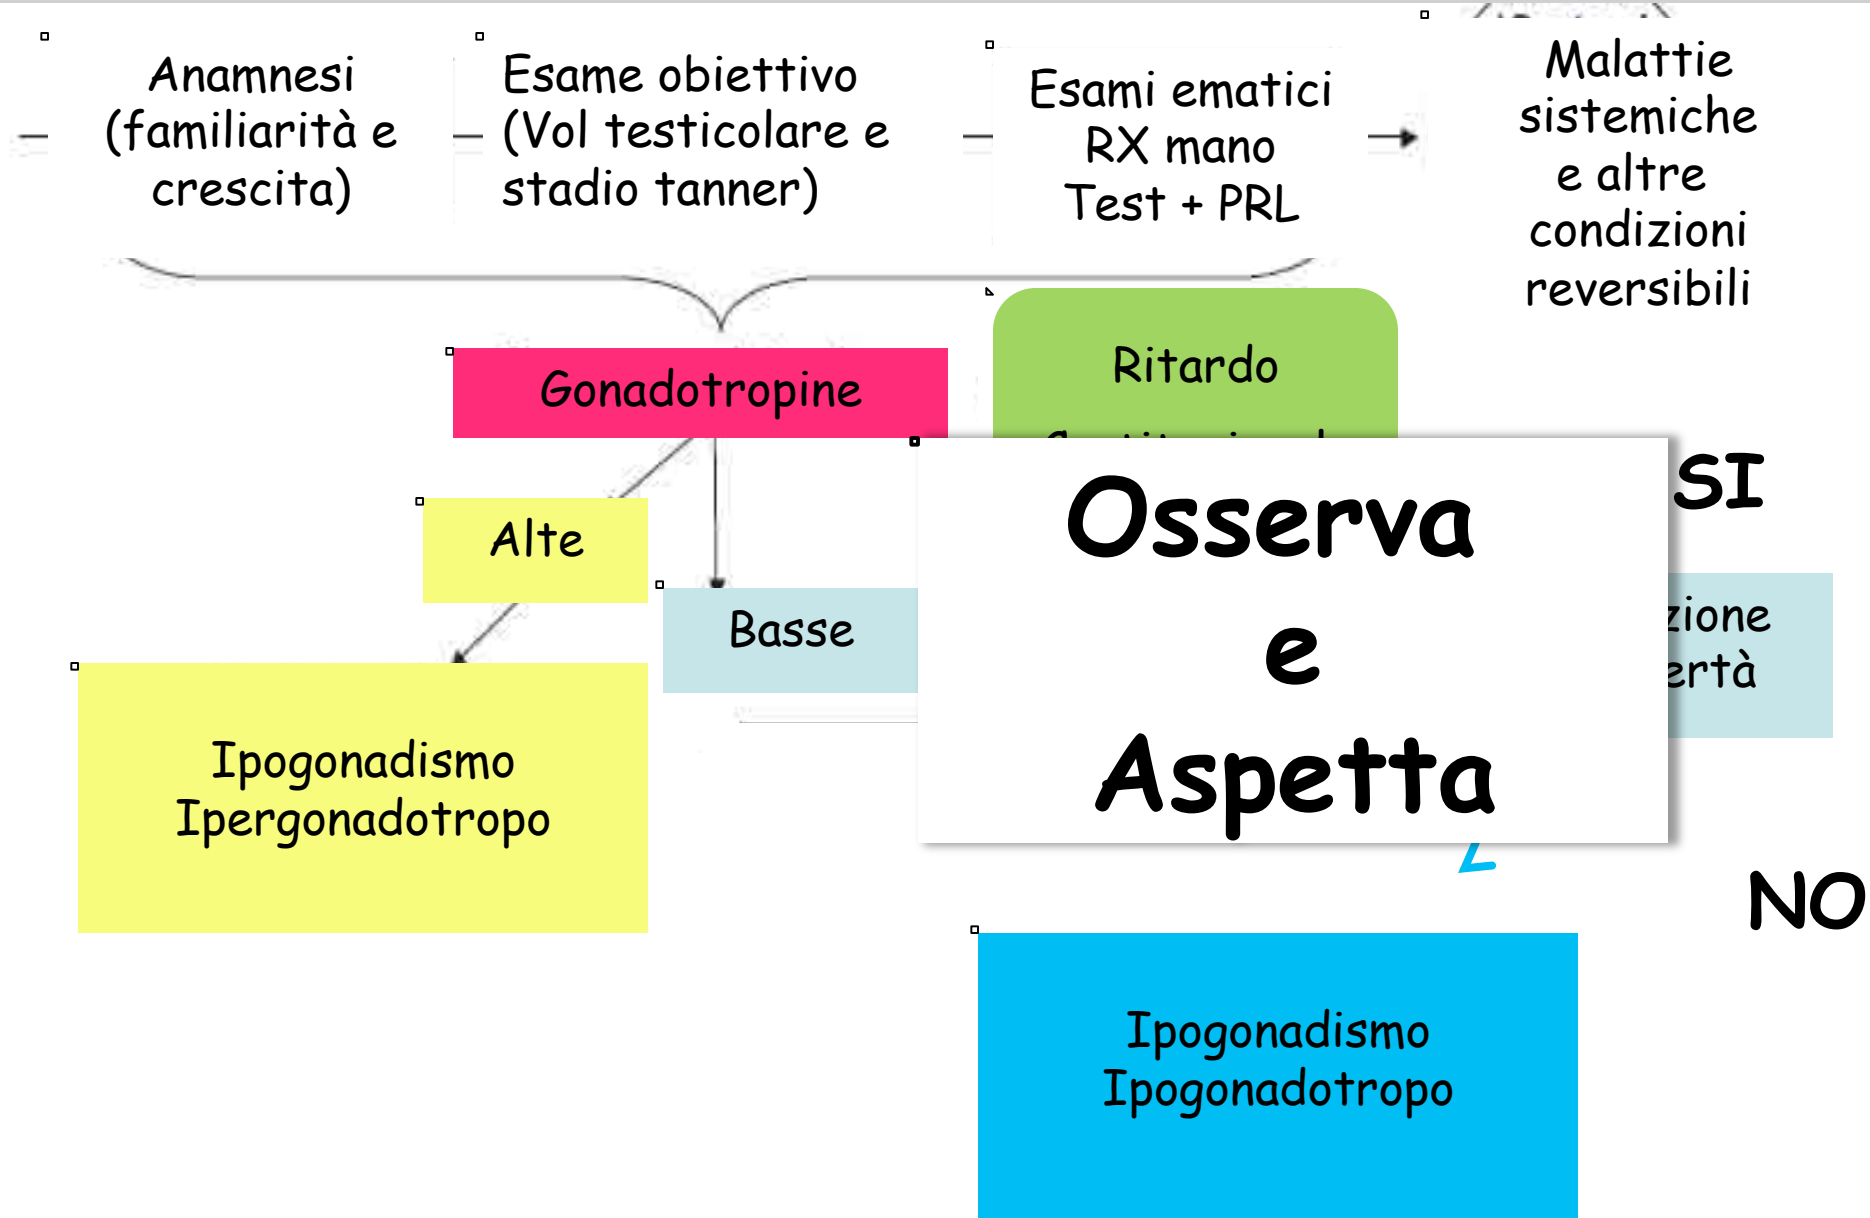 Anamnesi
(familiarità e
crescita)
Esame obiettivo
(Vol testicolare e
stadio tanner)
Esami ematici
RX mano
Test + PRL
Malattie
sistemiche
e altre
condizioni
reversibili
Gonadotropine
Ritardo
Alte
Basse
Osserva
e
Aspetta
SI
zione
ertà
Ipogonadismo
Ipergonadotropo
NO
Ipogonadismo
Ipogonadotropo